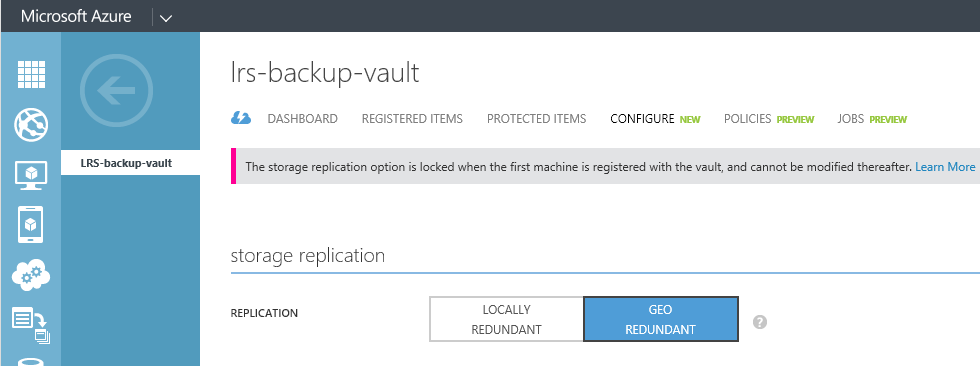 Microsoft Azure
LRS-backup-vault
lrs-backup-vault
DASHBOARD REGISTERED ITEMS PROTECTED ITEMS CONFIGURE NEW POLICIES PREVIEW JOBS PREVIEW
The storage replication option is locked when the first machine is registered with the vault, and cannot be modified thereafter. Learn More
storage replication
REPLICATION
LOCALLY
REDUNDANT
GEO
REDUNDANT
?